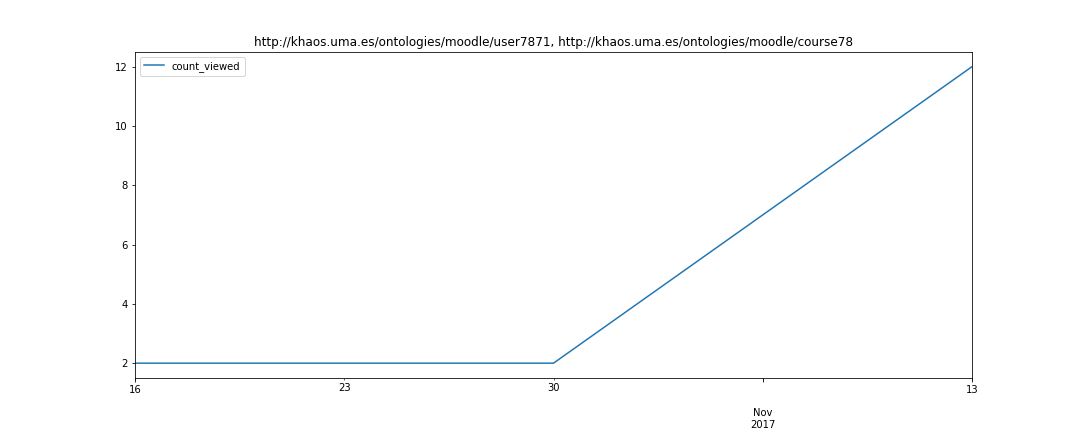 http://khaos.uma.es/ontologies/moodle/user7871, http://khaos.uma.es/ontologies/moodle/course78
count_viewed
12
10
8
6
4
2
16 23 30 13
Nov
2017